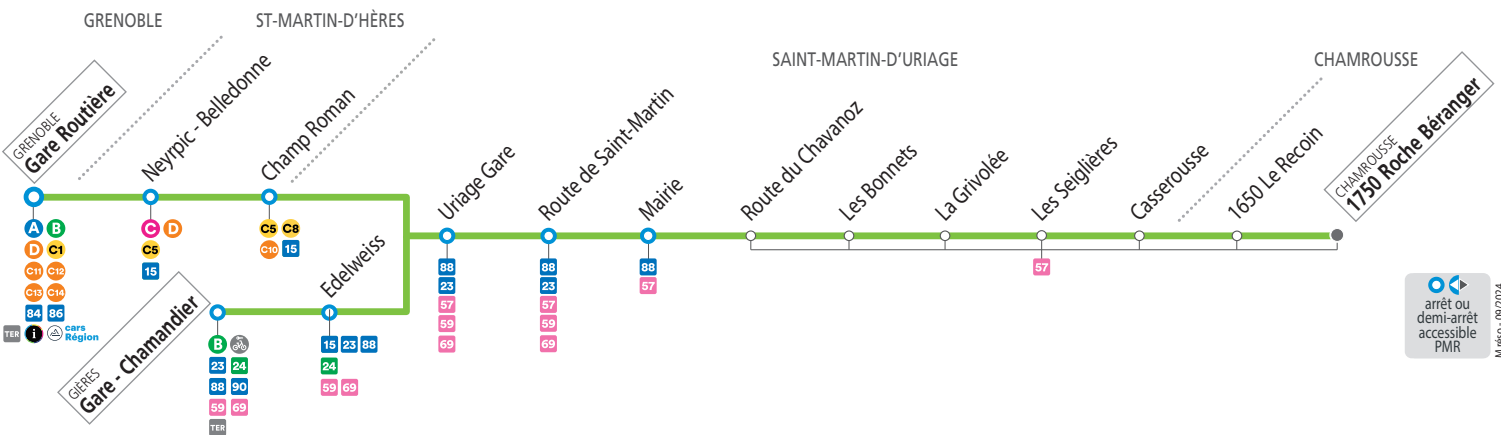 GRENOBLE
ST-MARTIN-D'HÈRES
SAINT-MARTIN-D'URIAGE
CHAMROUSSE
GRENOBLE
Gare Routière
Neyrpic - Belledonne
Champ Roman
Uriage Gare
Route de Saint-Martin
Mairie
Route du Chavanoz
Les Bonnets
La Grivolée
Les Seiglières
Casserousse
1650 Le Recoin
CHAMROUSSE
1750 Roche Béranger
A B
D C1
C11 C12
C13 C14
84 86
TER i cars Région
C D
C5
15
C5 C8
C10 15
88
23
57
59
69
88
23
57
59
69
88
57
57
GIÈRES
Gare - Chamandier
Edelweiss
B
23 24
88 90
59 69
TER
15 23 88
24
59 69
arrêt ou
demi-arrêt
accessible
PMR
M réso - 09/2024